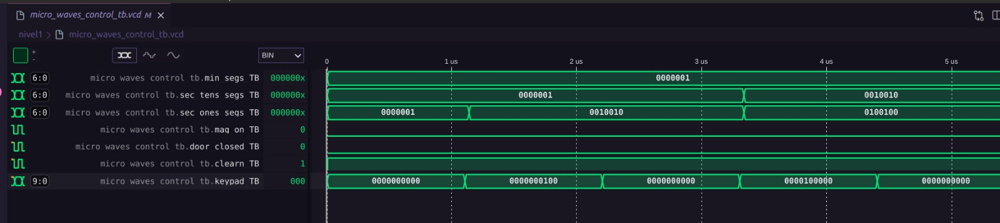 micro_waves_control_tb.vcd M
nivel1 > micro_waves_control_tb.vcd
+
-
BIN
0 1 us 2 us 3 us 4 us 5 us
6:0 micro waves control tb.min segs TB 000000x 0000001
6:0 micro waves control tb.sec tens segs TB 000000x 0000001 0010010
6:0 micro waves control tb.sec ones segs TB 000000x 0000001 0010010 0100100
micro waves control tb.mag on TB 0
micro waves control tb.door closed TB 0
micro waves control tb.clearn TB 1
9:0 micro waves control tb.keypad TB 000 0000000000 0000000100 0000000000 0000100000 0000000000